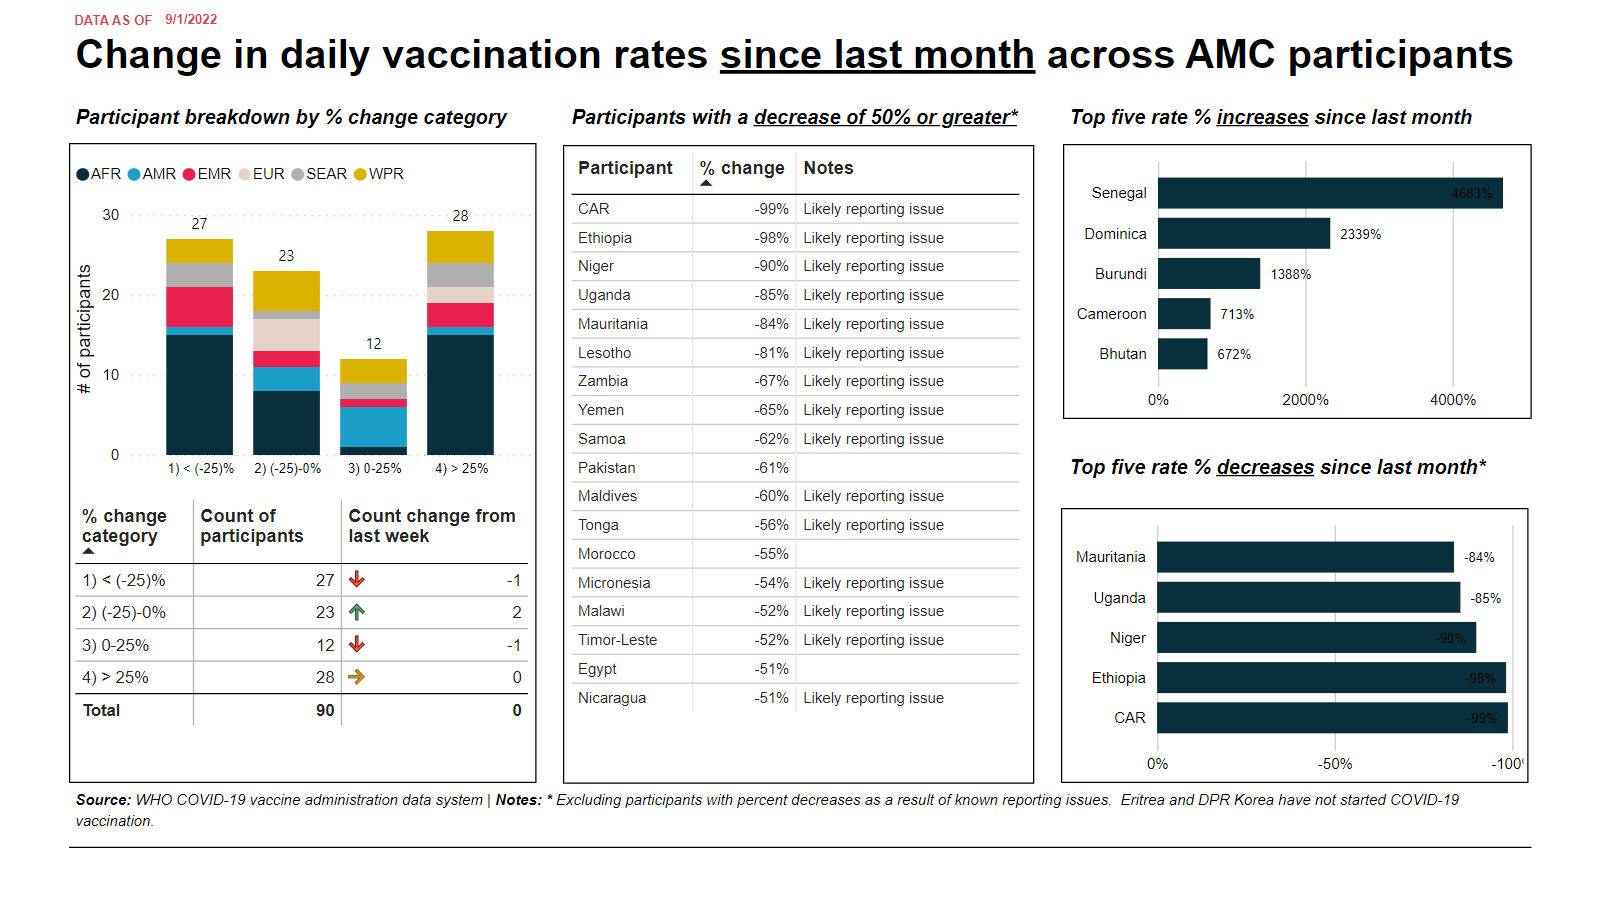 DATA AS OF 9/1/2022
Change in daily vaccination rates since last month across AMC participants
Participant breakdown by % change category
AFR AMR EMR EUR SEAR WPR
# of participants
30
20
10
0
27
23
12
28
1) < (-25)% 2) (-25)-0% 3) 0-25% 4) > 25%
% change category Count of participants Count change from last week
1) < (-25)% 27 -1
2) (-25)-0% 23 2
3) 0-25% 12 -1
4) > 25% 28 0
Total 90 0
Participants with a decrease of 50% or greater*
Participant % change Notes
CAR -99% Likely reporting issue
Ethiopia -98% Likely reporting issue
Niger -90% Likely reporting issue
Uganda -85% Likely reporting issue
Mauritania -84% Likely reporting issue
Lesotho -81% Likely reporting issue
Zambia -67% Likely reporting issue
Yemen -65% Likely reporting issue
Samoa -62% Likely reporting issue
Pakistan -61%
Maldives -60% Likely reporting issue
Tonga -56% Likely reporting issue
Morocco -55%
Micronesia -54% Likely reporting issue
Malawi -52% Likely reporting issue
Timor-Leste -52% Likely reporting issue
Egypt -51%
Nicaragua -51% Likely reporting issue
Top five rate % increases since last month
Senegal 4683%
Dominica 2339%
Burundi 1388%
Cameroon 713%
Bhutan 672%
0% 2000% 4000%
Top five rate % decreases since last month*
Mauritania -84%
Uganda -85%
Niger -90%
Ethiopia -98%
CAR -99%
0% -50% -100%
Source: WHO COVID-19 vaccine administration data system | Notes: * Excluding participants with percent decreases as a result of known reporting issues. Eritrea and DPR Korea have not started COVID-19
vaccination.